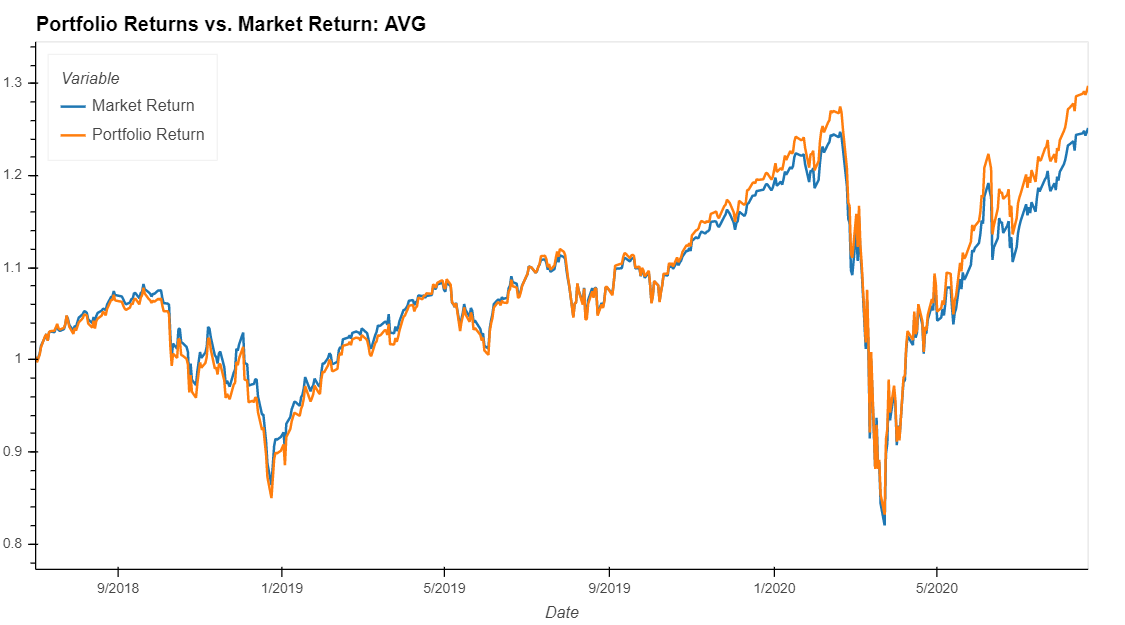 Portfolio Returns vs. Market Return: AVG
Variable
Market Return
Portfolio Return
1.3
1.2
1.1
1
0.9
0.8
9/2018 1/2019 5/2019 9/2019 1/2020 5/2020
Date